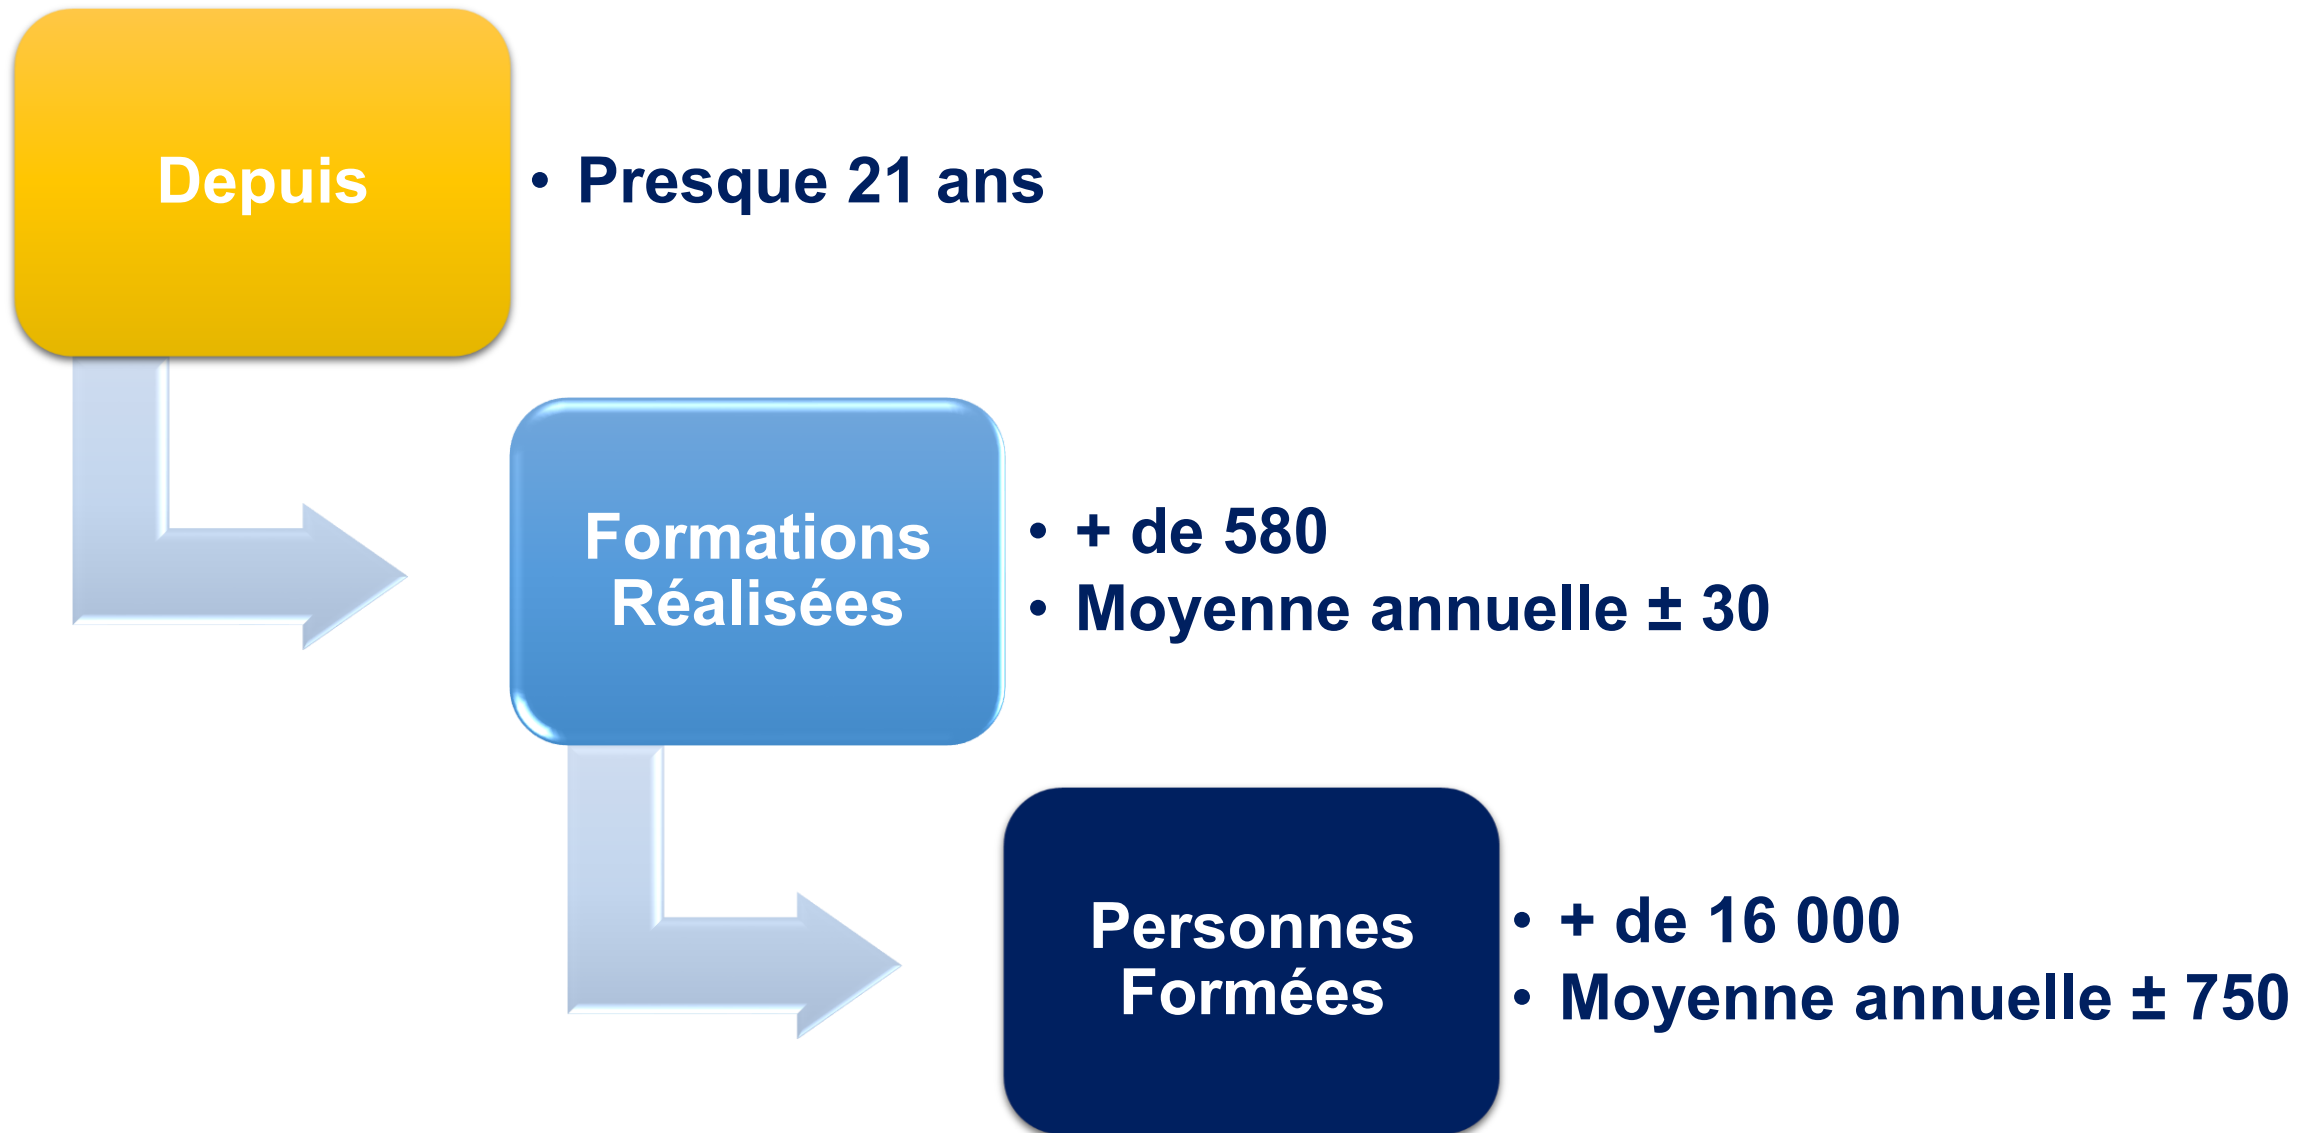 Depuis
• Presque 21 ans
Formations
Réalisées
• + de 580
• Moyenne annuelle ± 30
Personnes
Formées
• + de 16 000
• Moyenne annuelle ± 750